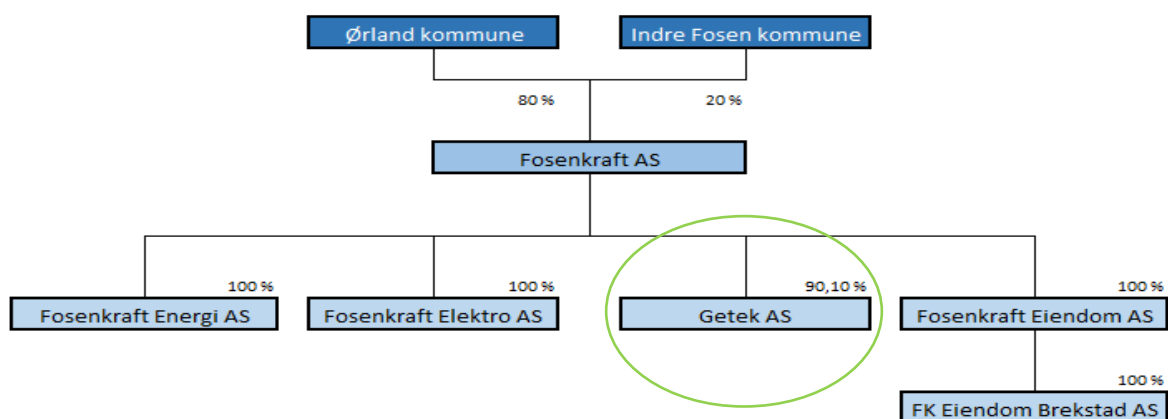 Ørland kommune
Indre Fosen kommune
80 %
20 %
Fosenkraft AS
100 %
100 %
90,10 %
100 %
Fosenkraft Energi AS
Fosenkraft Elektro AS
Getek AS
Fosenkraft Eiendom AS
100 %
FK Eiendom Brekstad AS